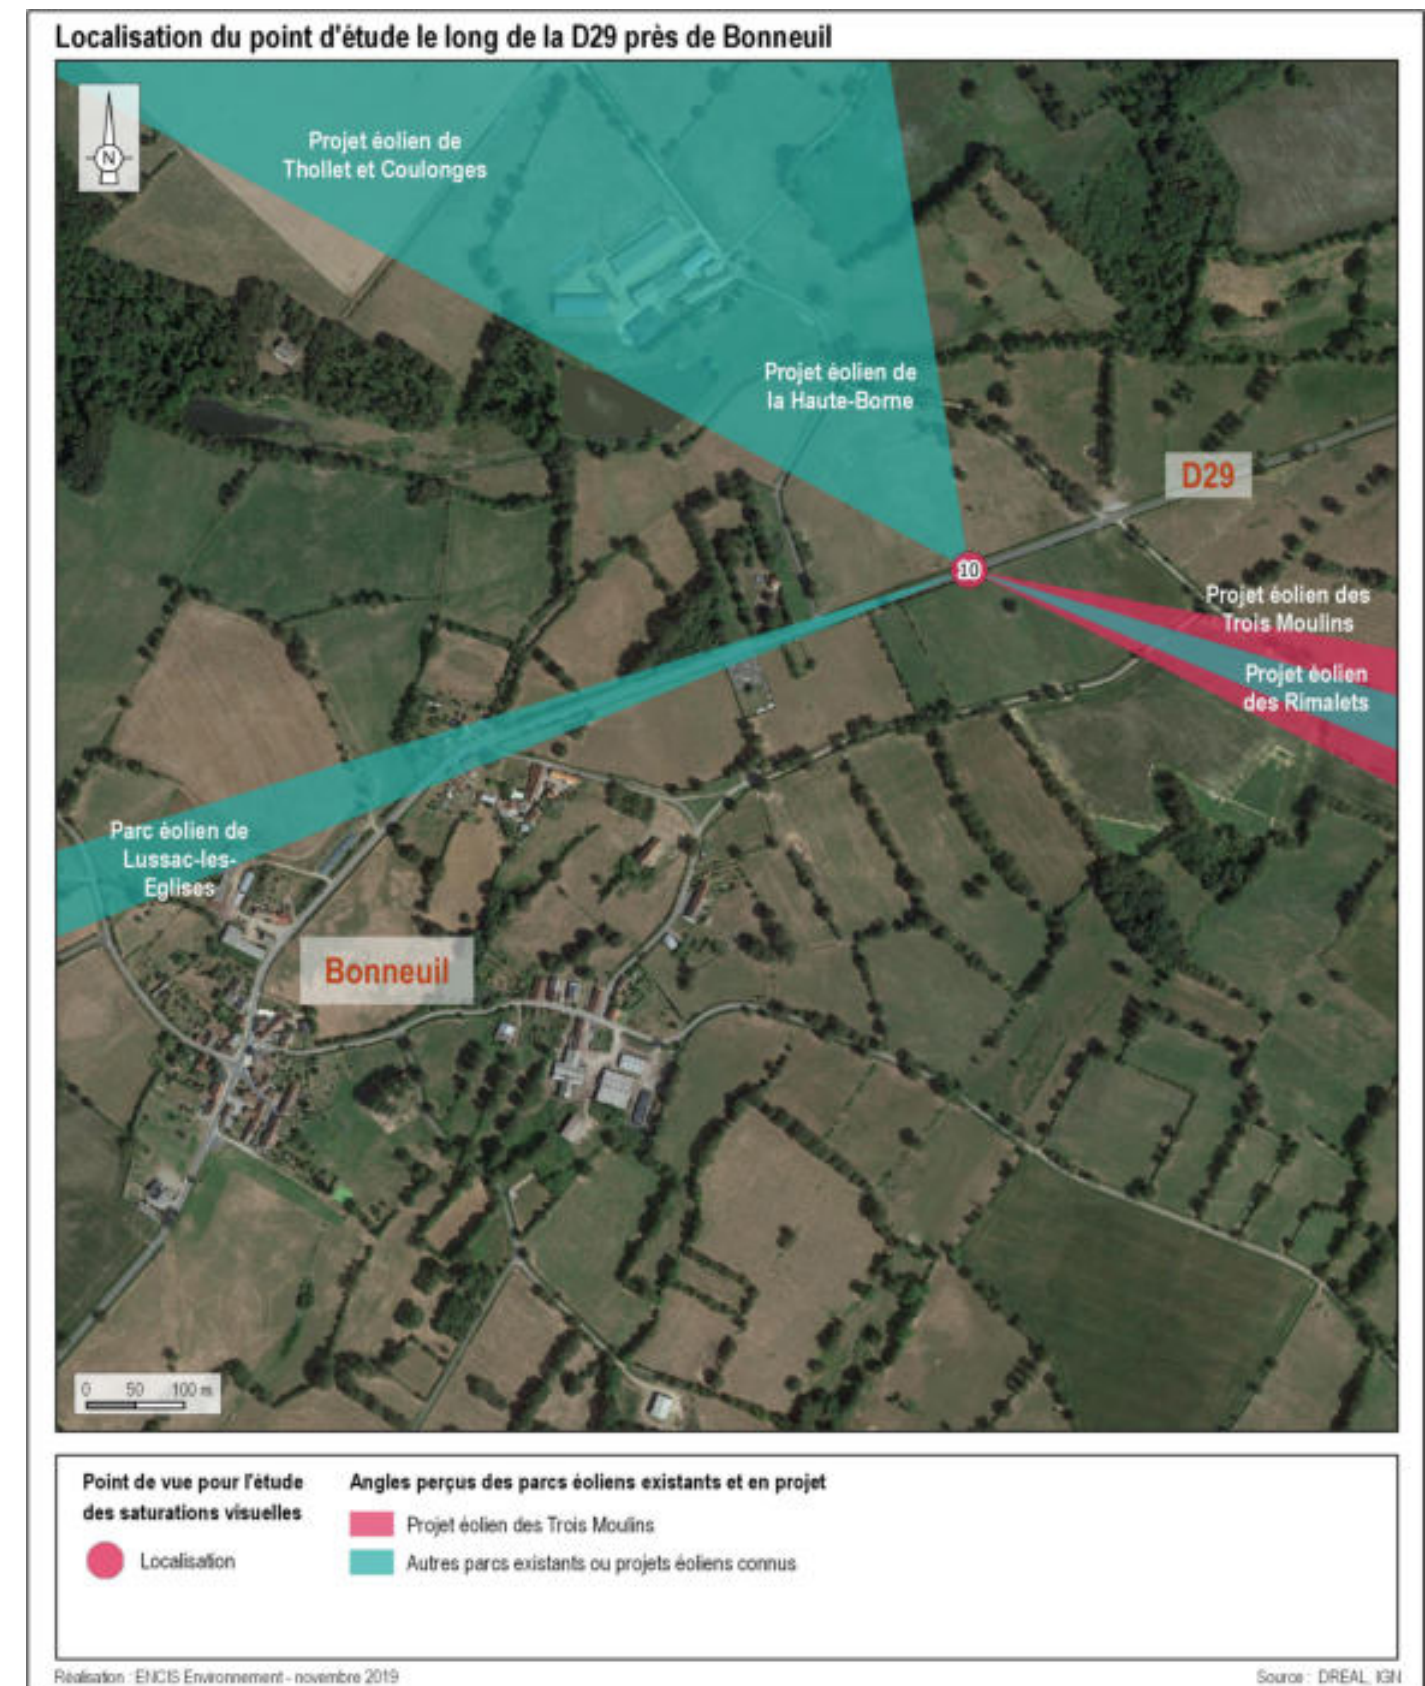 Localisation du point d'étude le long de la D29 près de Bonneuil
N
Projet éolien de
Thollet et Coulonges
Projet éolien de
la Haute-Borne
D29
10
Projet éolien des
Trois Moulins
Projet éolien
des Rimalets
Parc éolien de
Lussac-les-
Eglises
Bonneuil
0 50 100 m
Point de vue pour l'étude
des saturations visuelles
Localisation
Angles perçus des parcs éoliens existants et en projet
Projet éolien des Trois Moulins
Autres parcs existants ou projets éoliens connus
Réalisation : ENCIS Environnement - novembre 2019
Source : DREAL, IGN